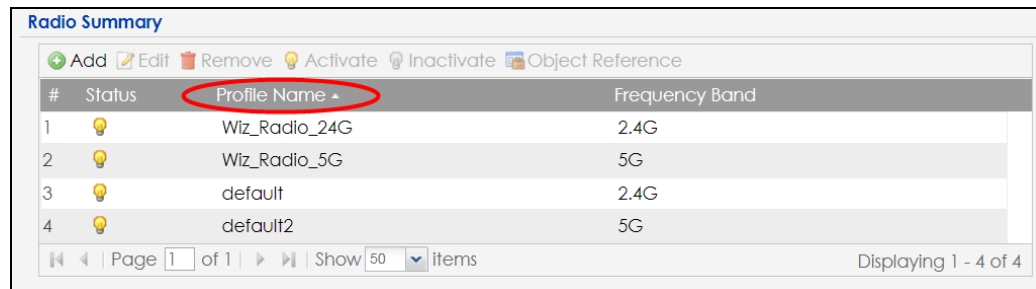 Radio Summary
Add Edit Remove Activate Inactivate Object Reference
# Status Profile Name Frequency Band
1 Wiz_Radio_24G 2.4G
2 Wiz_Radio_5G 5G
3 default 2.4G
4 default2 5G
Page 1 of 1 Show 50 items Displaying 1 - 4 of 4